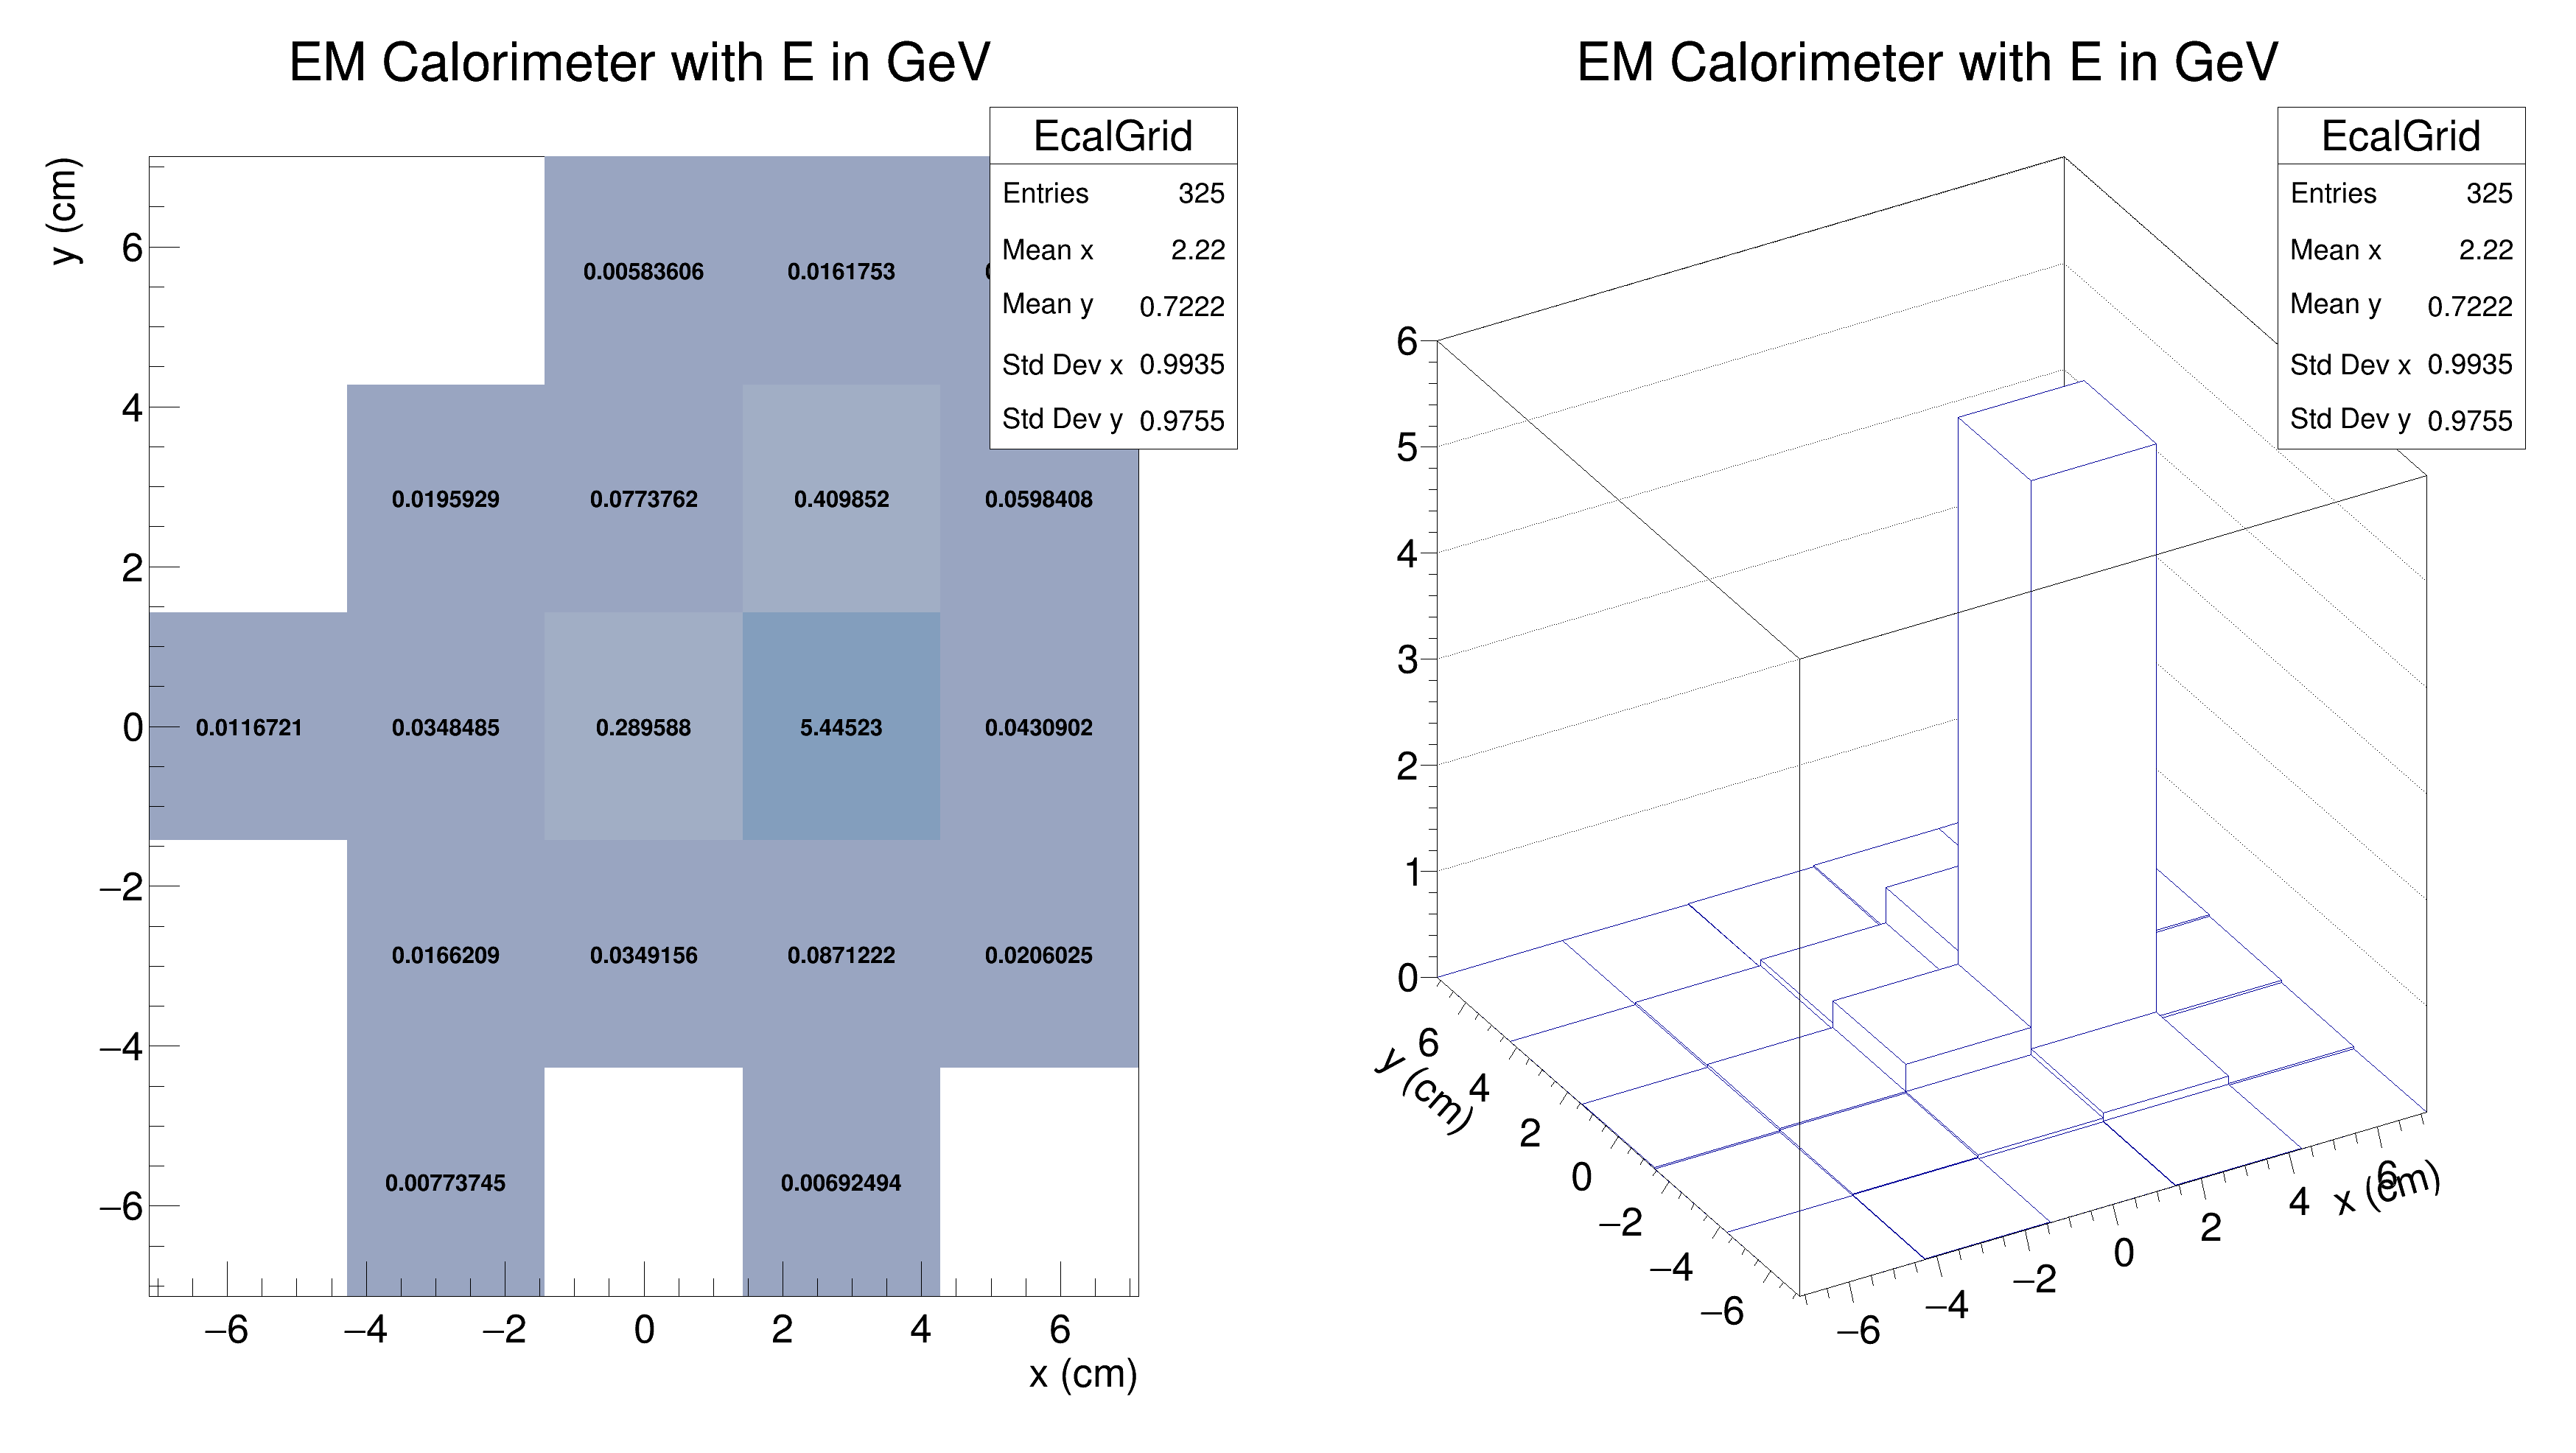 EM Calorimeter with E in GeV
EcalGrid
Entries 325
Mean x 2.22
Mean y 0.7222
Std Dev x 0.9935
Std Dev y 0.9755
y (cm)
6
4
2
0
−2
−4
−6
0.00583606 0.0161753
0.0195929 0.0773762 0.409852 0.0598408
0.0116721 0.0348485 0.289588 5.44523 0.0430902
0.0166209 0.0349156 0.0871222 0.0206025
0.00773745 0.00692494
−6 −4 −2 0 2 4 6
x (cm)
EM Calorimeter with E in GeV
EcalGrid
Entries 325
Mean x 2.22
Mean y 0.7222
Std Dev x 0.9935
Std Dev y 0.9755
6
5
4
3
2
1
0
y (cm)
6
4
2
0
−2
−4
−6
−6 −4 −2 0 2 4 6
x (cm)